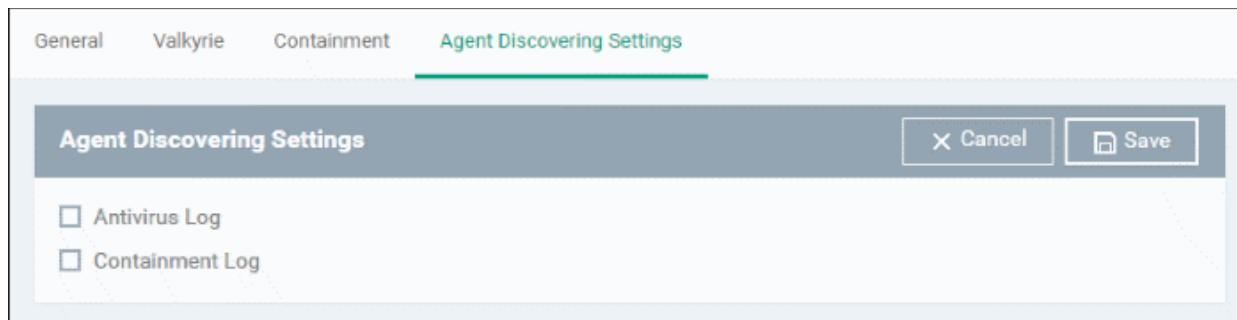 General Valkyrie Containment Agent Discovering Settings
Agent Discovering Settings Cancel Save
Antivirus Log
Containment Log